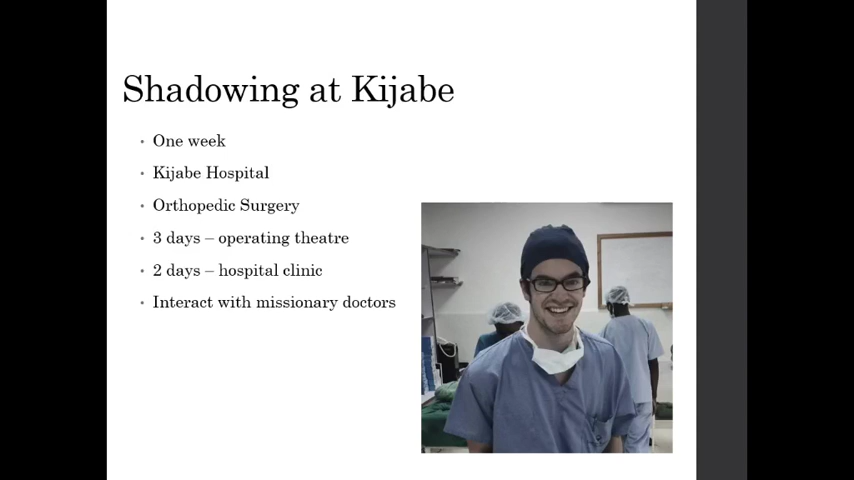 Shadowing at Kijabe
• One week
• Kijabe Hospital
• Orthopedic Surgery
• 3 days – operating theatre
• 2 days – hospital clinic
• Interact with missionary doctors